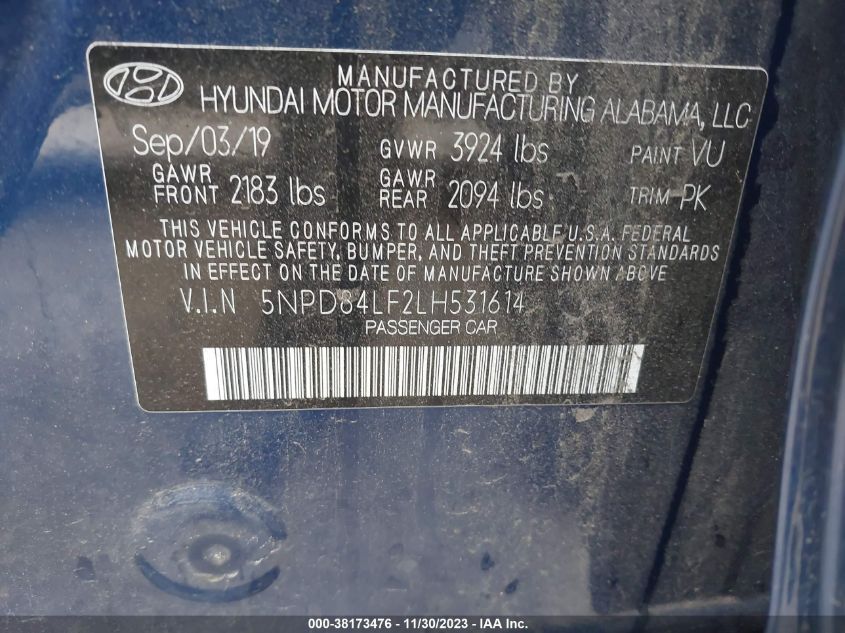 MANUFACTURED BY
HYUNDAI MOTOR MANUFACTURING ALABAMA, LLC
Sep/03/19 GVWR 3924 lbs PAINT VU
GAWR FRONT 2183 lbs GAWR REAR 2094 lbs TRIM PK
THIS VEHICLE CONFORMS TO ALL APPLICABLE U.S.A. FEDERAL
MOTOR VEHICLE SAFETY, BUMPER, AND THEFT PREVENTION STANDARDS
IN EFFECT ON THE DATE OF MANUFACTURE SHOWN ABOVE
V.I.N 5NPD84LF2LH531614
PASSENGER CAR
000-38173476 - 11/30/2023 - IAA Inc.